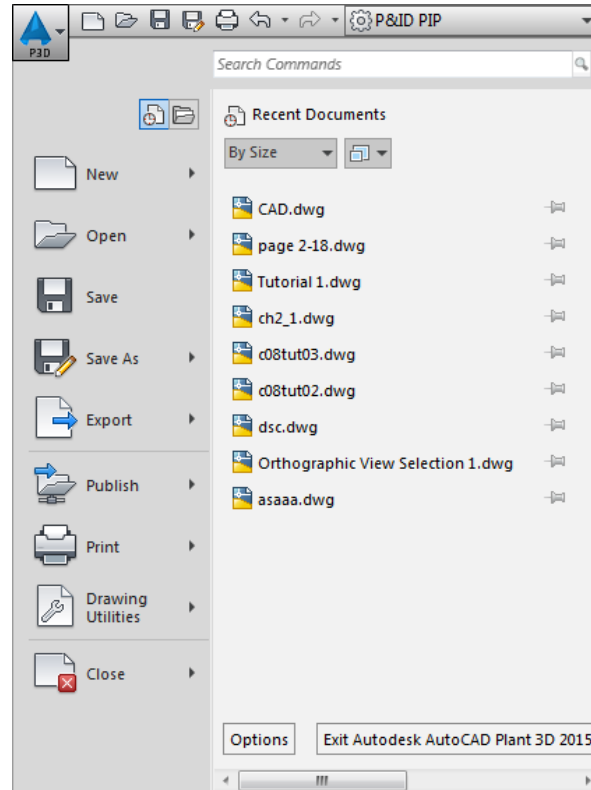 P&ID PIP
P3D
Search Commands
Recent Documents
By Size
New
Open
Save
Save As
Export
Publish
Print
Drawing
Utilities
Close
CAD.dwg
page 2-18.dwg
Tutorial 1.dwg
ch2_1.dwg
c08tut03.dwg
c08tut02.dwg
dsc.dwg
Orthographic View Selection 1.dwg
asaaa.dwg
Options
Exit Autodesk AutoCAD Plant 3D 2015